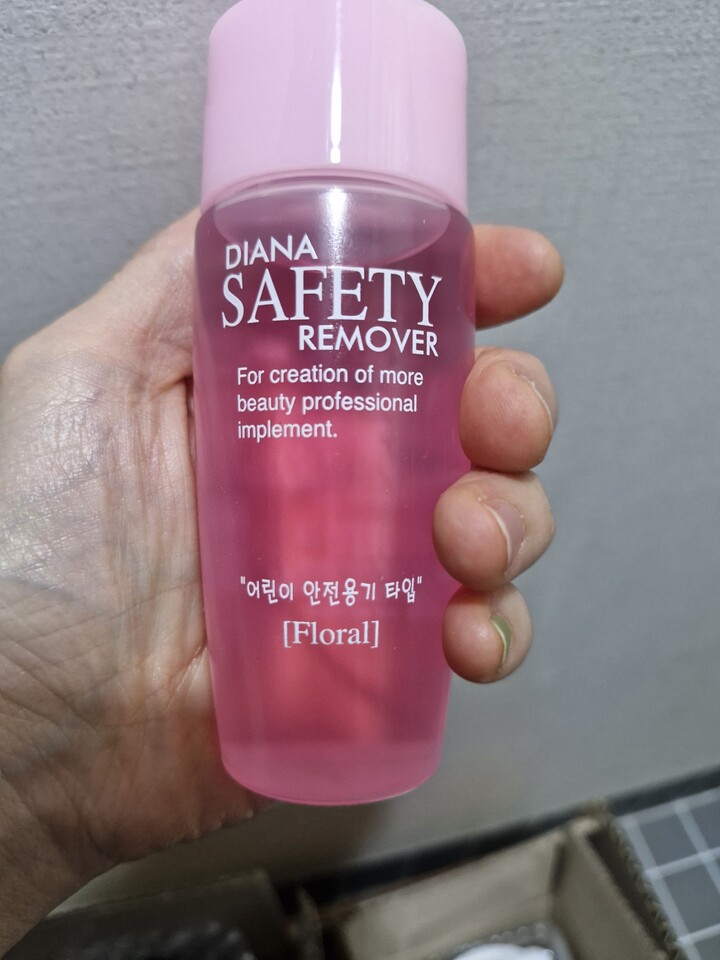 DIANA
SAFETY
REMOVER
For creation of more
beauty professional
implement.
"어린이 안전용기 타입"
[Floral]